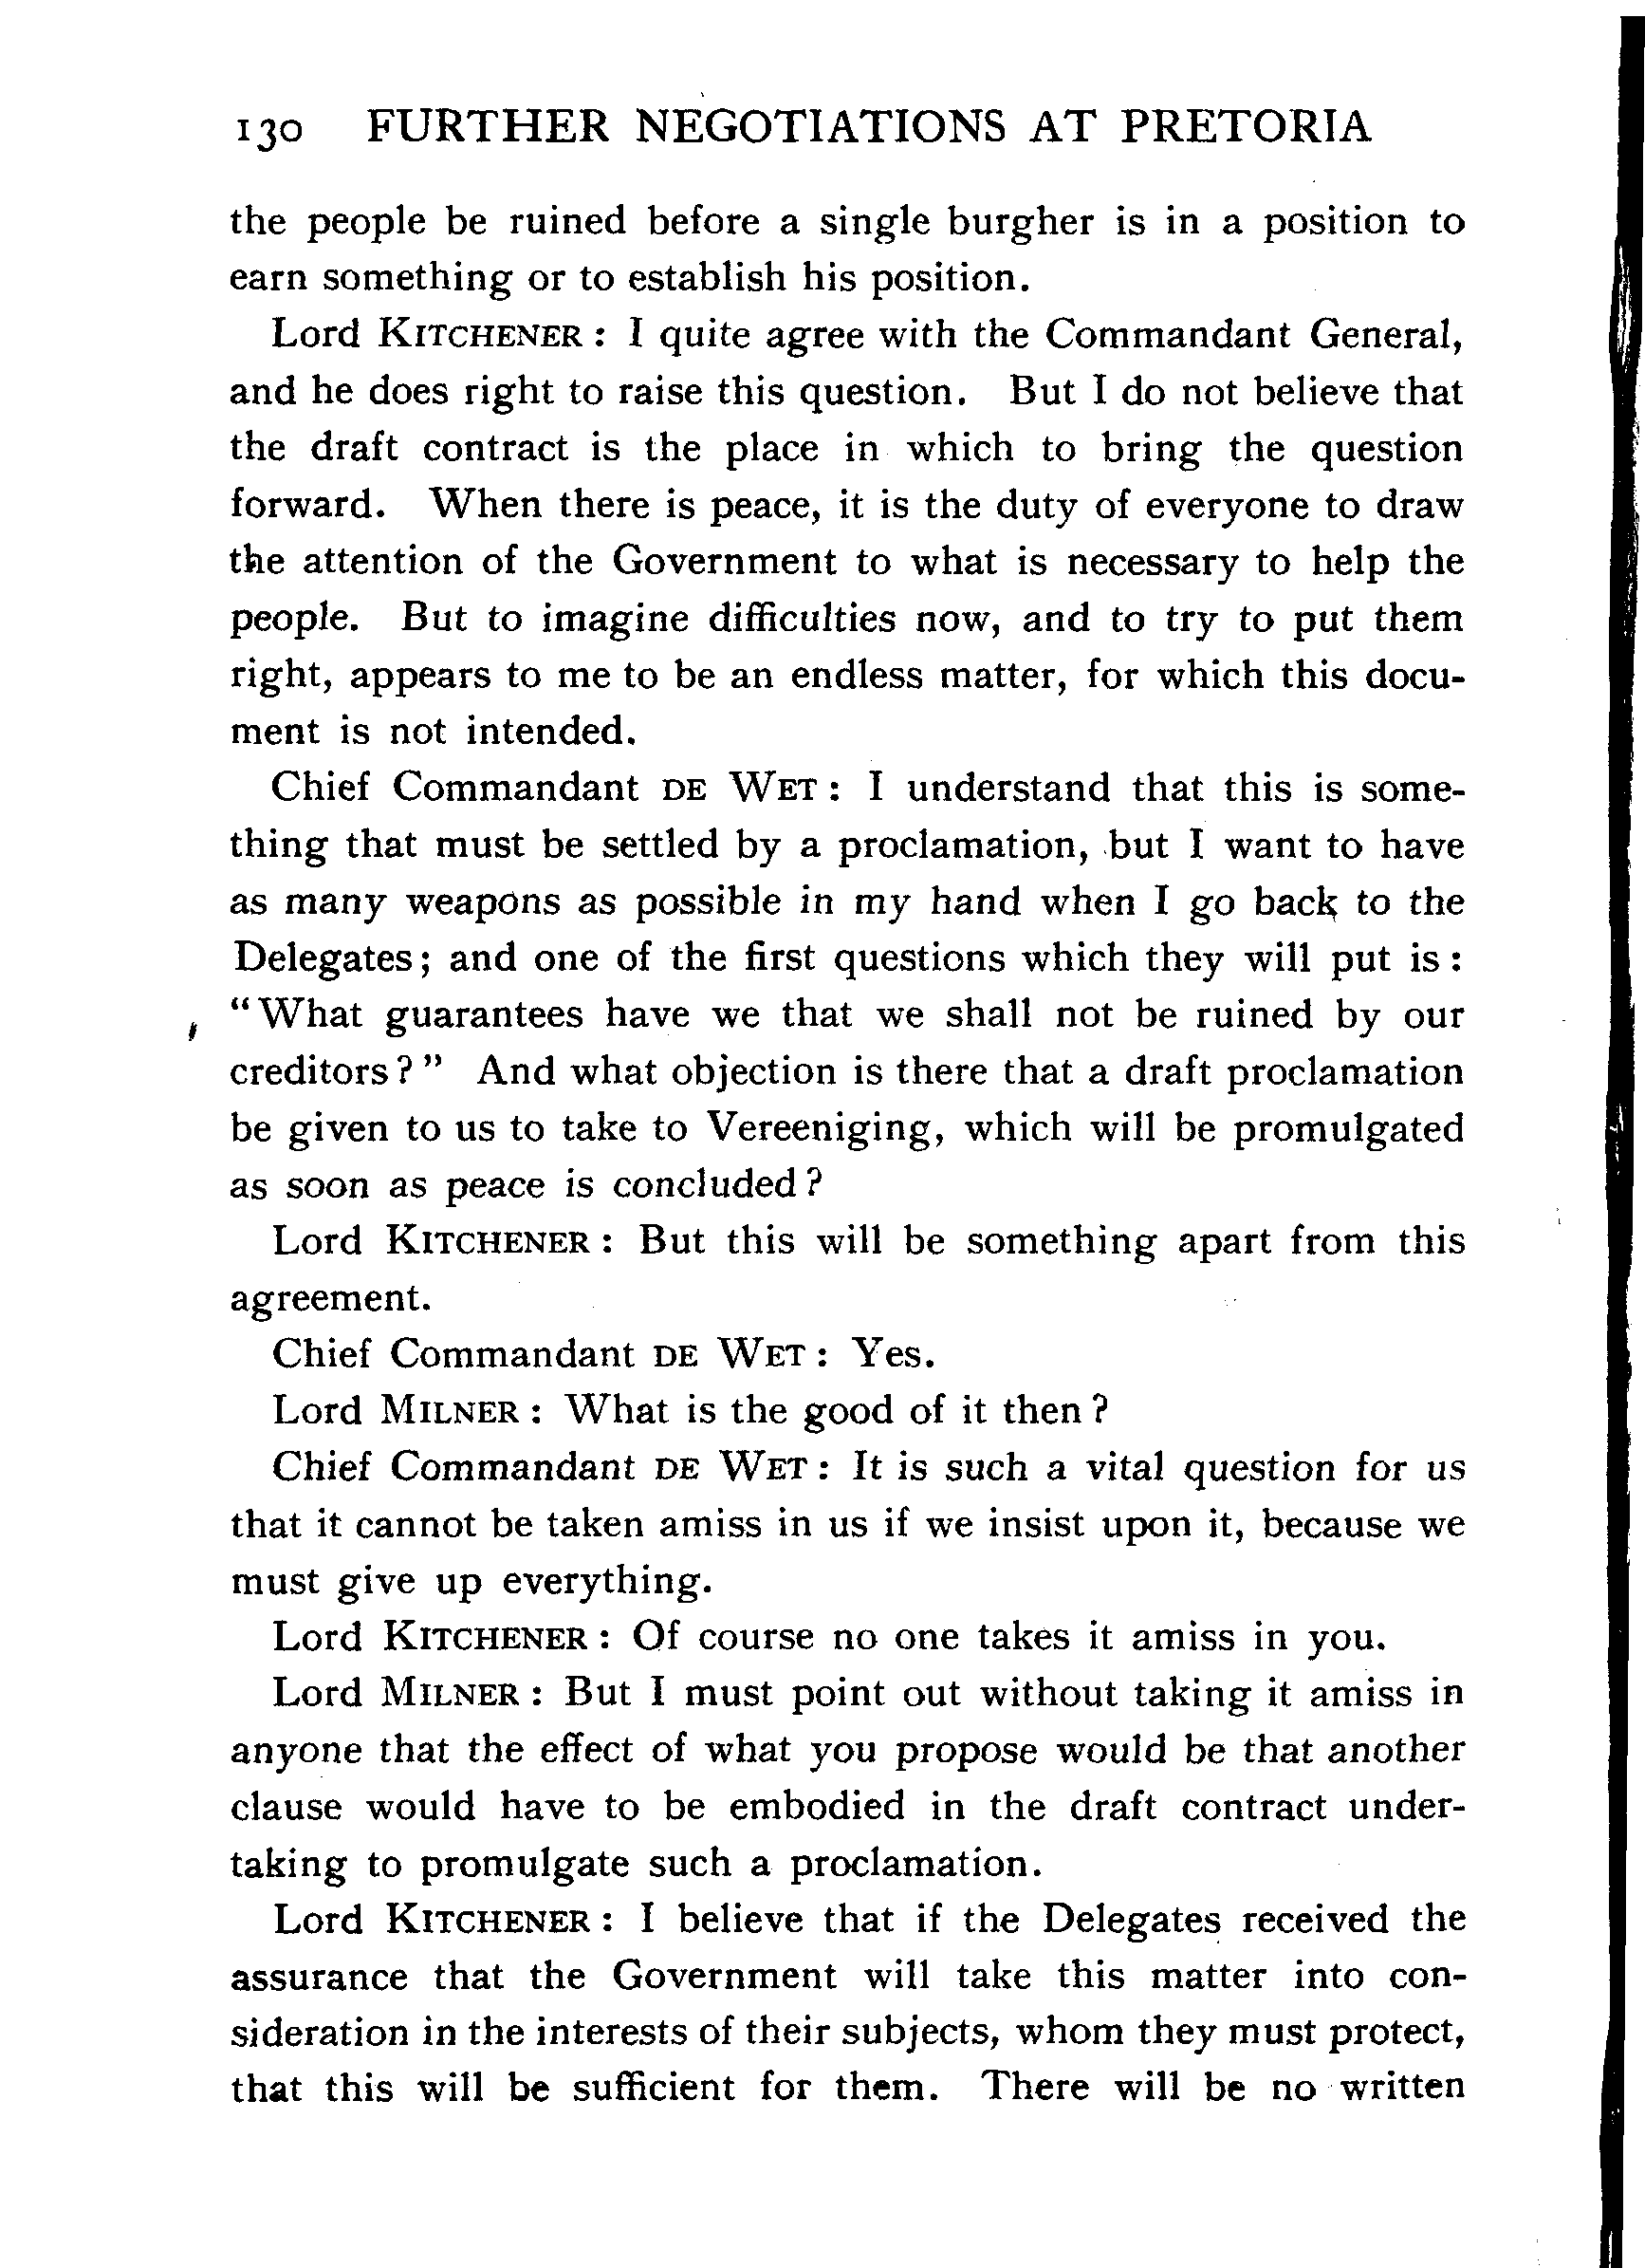 130 FURTHER NEGOTIATIONS AT PRETORIA
the people be ruined before a single burgher is in a position to
earn something or to establish his position.
Lord KITCHENER : I quite agree with the Commandant General,
and he does right to raise this question. But I do not believe that
the draft contract is the place in which to bring the question
forward. When there is peace, it is the duty of everyone to draw
the attention of the Government to what is necessary to help the
people. But to imagine difficulties now, and to try to put them
right, appears to me to be an endless matter, for which this docu-
ment is not intended.
Chief Commandant DE WET : I understand that this is some-
thing that must be settled by a proclamation, but I want to have
as many weapons as possible in my hand when I go back to the
Delegates; and one of the first questions which they will put is :
"What guarantees have we that we shall not be ruined by our
creditors ?" And what objection is there that a draft proclamation
be given to us to take to Vereeniging, which will be promulgated
as soon as peace is concluded ?
Lord KITCHENER : But this will be something apart from this
agreement.
Chief Commandant DE WET : Yes.
Lord MILNER : What is the good of it then ?
Chief Commandant DE WET : It is such a vital question for us
that it cannot be taken amiss in us if we insist upon it, because we
must give up everything.
Lord KITCHENER : Of course no one takes it amiss in you.
Lord MILNER : But I must point out without taking it amiss in
anyone that the effect of what you propose would be that another
clause would have to be embodied in the draft contract under-
taking to promulgate such a proclamation.
Lord KITCHENER : I believe that if the Delegates received the
assurance that the Government will take this matter into con-
sideration in the interests of their subjects, whom they must protect,
that this will be sufficient for them. There will be no written